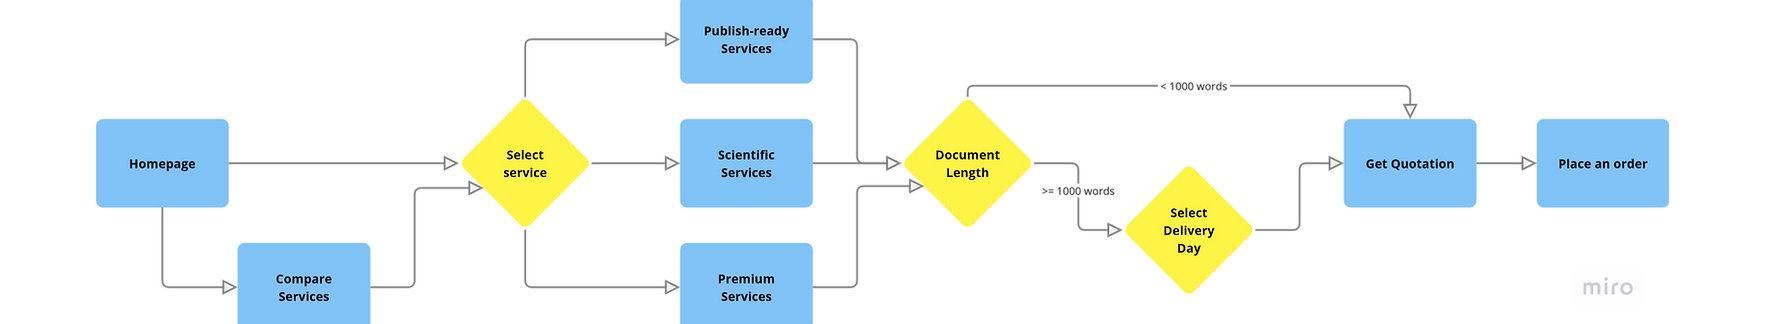 Publish-ready
Services
< 1000 words
Homepage
Select
service
Scientific
Services
Document
Length
Get Quotation
Place an order
>= 1000 words
Select
Delivery
Day
Compare
Services
Premium
Services
miro